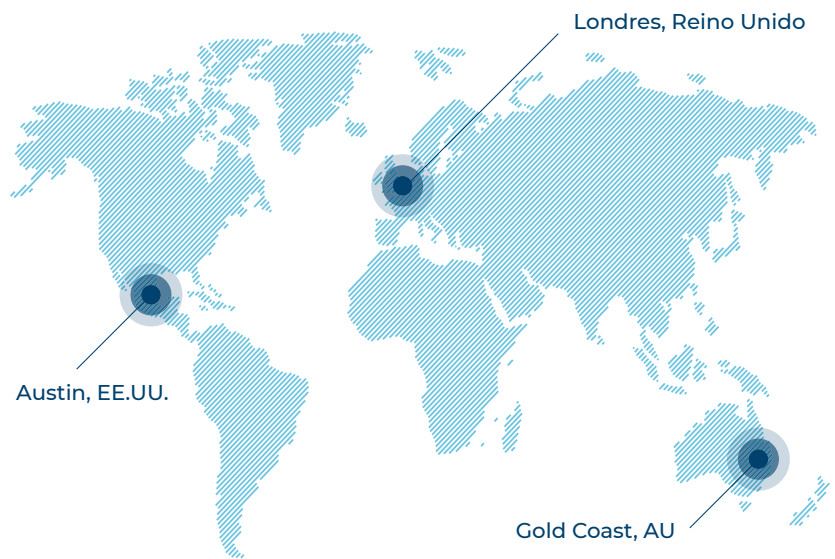 Londres, Reino Unido
Austin, EE.UU.
Gold Coast, AU